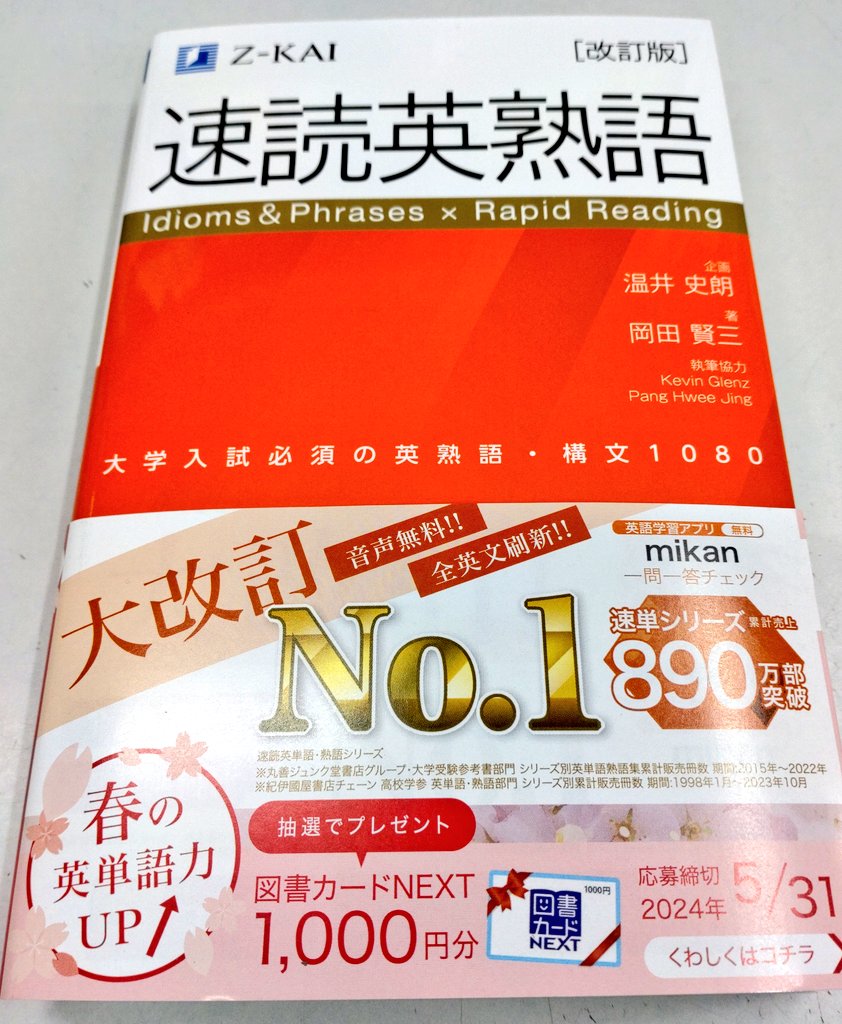 Z-KAI
[改訂版]
速読英熟語
Idioms & Phrases × Rapid Reading
企画
温井 史朗
著
岡田 賢三
執筆協力
Kevin Glenz
Pang Hwee Jing
大学入試必須の英熟語・構文1080
大改訂
音声無料!!
全英文刷新!!
英語学習アプリ 無料
mikan
一問一答チェック
No.1
速単シリーズ累計売上
890万部突破
速読英単語・熟語シリーズ
※丸善ジュンク堂書店グループ・大学受験参考書部門 シリーズ別英単語熟語集累計販売冊数 期間:2015年〜2022年
※紀伊國屋書店チェーン 高校学参 英単語・熟語部門 シリーズ別累計販売冊数 期間:1998年1月〜2023年10月
春の
英単語力
UP
抽選でプレゼント
図書カードNEXT
1,000円分
1000円
図書
カード
NEXT
応募締切
2024年 5/31
くわしくはコチラ